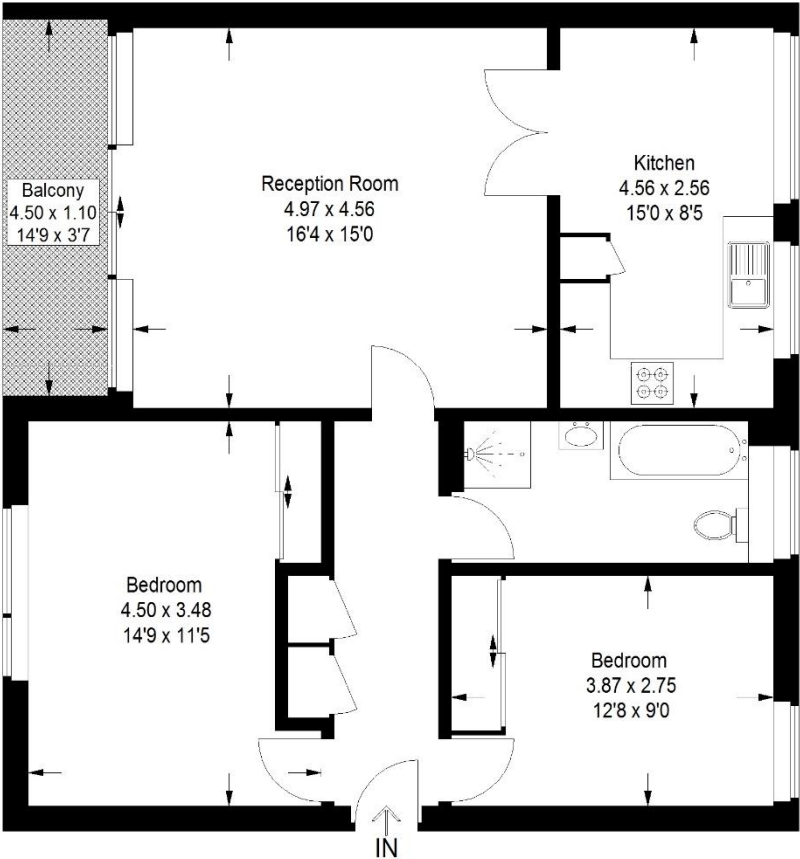 Balcony
4.50 x 1.10
14'9 x 3'7
Reception Room
4.97 x 4.56
16'4 x 15'0
Kitchen
4.56 x 2.56
15'0 x 8'5
Bedroom
4.50 x 3.48
14'9 x 11'5
Bedroom
3.87 x 2.75
12'8 x 9'0
IN